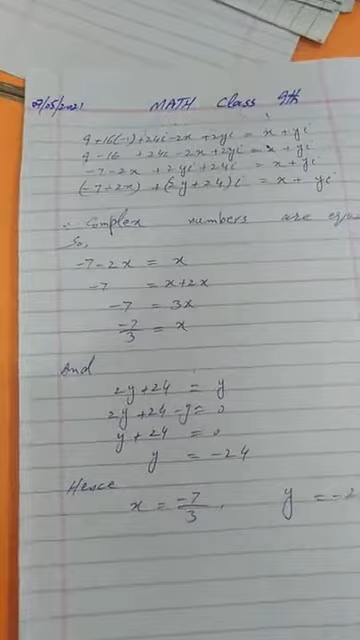 07/05/2021 MATH Class 9th
9+16(-1)+24i-2x+2yi = x+yi
9-16 +24i-2x+2yi = x+yi
-7-2x+2yi+24i = x+yi
(-7-2x)+(2y+24)i = x+yi
∵ Complex numbers are equa
So,
-7-2x = x
-7 = x+2x
-7 = 3x
-7/3 = x
And
2y+24 = y
2y+24-y = 0
y+24 = 0
y = -24
Hence
x = -7/3, y = -2